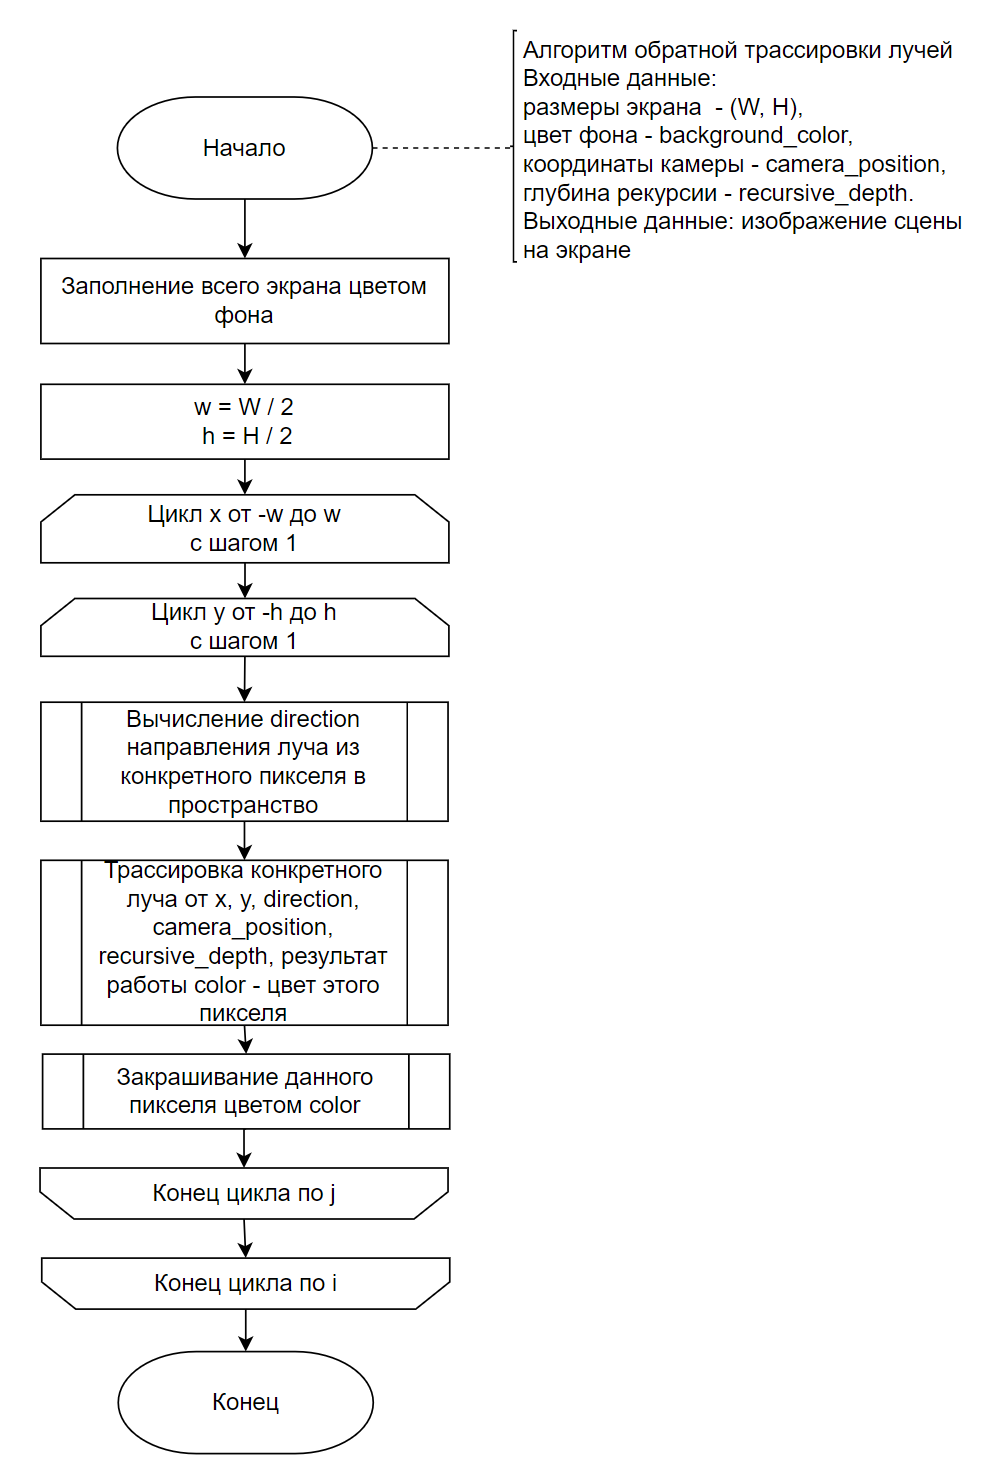 Алгоритм обратной трассировки лучей
Входные данные:
размеры экрана - (W, H),
цвет фона - background_color,
координаты камеры - camera_position,
глубина рекурсии - recursive_depth.
Выходные данные: изображение сцены
на экране
Начало
Заполнение всего экрана цветом
фона
w = W / 2
h = H / 2
Цикл x от -w до w
с шагом 1
Цикл y от -h до h
с шагом 1
Вычисление direction
направления луча из
конкретного пикселя в
пространство
Трассировка конкретного
луча от x, y, direction,
camera_position,
recursive_depth, результат
работы color - цвет этого
пикселя
Закрашивание данного
пикселя цветом color
Конец цикла по j
Конец цикла по i
Конец